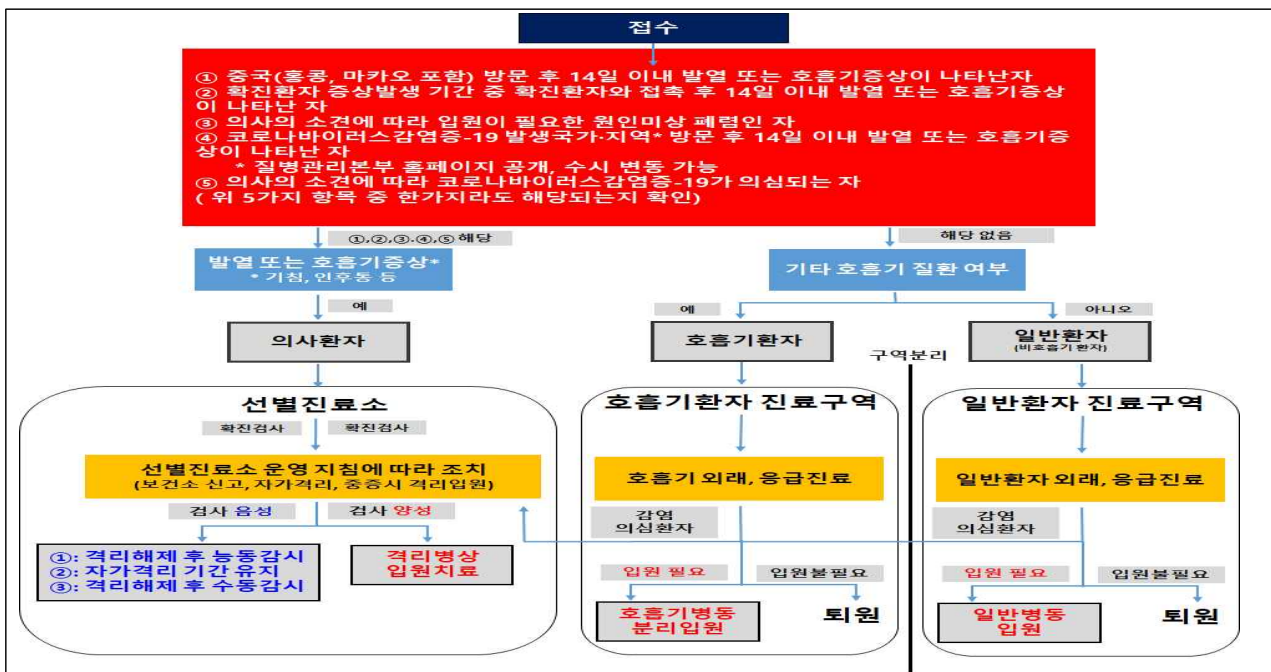 접수
① 중국(홍콩, 마카오 포함) 방문 후 14일 이내 발열 또는 호흡기증상이 나타난자
② 확진환자 증상발생 기간 중 확진환자와 접촉 후 14일 이내 발열 또는 호흡기증상
이 나타난 자
③ 의사의 소견에 따라 입원이 필요한 원인미상 폐렴인 자
④ 코로나바이러스감염증-19 발생국가·지역* 방문 후 14일 이내 발열 또는 호흡기증
상이 나타난 자
* 질병관리본부 홈페이지 공개, 수시 변동 가능
⑤ 의사의 소견에 따라 코로나바이러스감염증-19가 의심되는 자
( 위 5가지 항목 중 한가지라도 해당되는지 확인)
①,②,③.④,⑤ 해당
해당 없음
발열 또는 호흡기증상*
* 기침, 인후통 등
기타 호흡기 질환 여부
예
예
아니오
의사환자
호흡기환자
일반환자
(비호흡기 환자)
구역분리
선별진료소
호흡기환자 진료구역
일반환자 진료구역
확진검사
확진검사
선별진료소 운영 지침에 따라 조치
(보건소 신고, 자가격리, 중증시 격리입원)
호흡기 외래, 응급진료
일반환자 외래, 응급진료
검사 음성
검사 양성
감염
의심환자
감염
의심환자
①: 격리해제 후 능동감시
②: 자가격리 기간 유지
③: 격리해제 후 수동감시
격리병상
입원치료
입원 필요
입원불필요
입원 필요
입원불필요
호흡기병동
분리입원
퇴원
일반병동
입원
퇴원